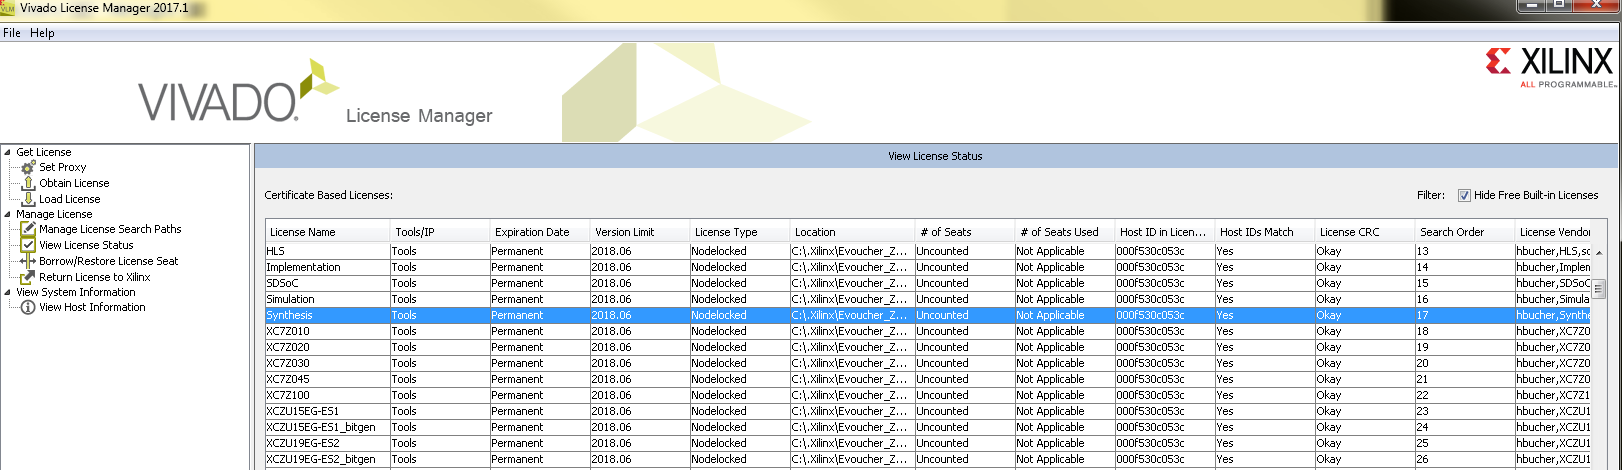 VLM Vivado License Manager 2017.1
File Help
VIVADO. License Manager
XILINX
ALL PROGRAMMABLE™
Get License
Set Proxy
Obtain License
Load License
Manage License
Manage License Search Paths
View License Status
Borrow/Restore License Seat
Return License to Xilinx
View System Information
View Host Information
View License Status
Certificate Based Licenses: Filter: Hide Free Built-in Licenses
License Name Tools/IP Expiration Date Version Limit License Type Location # of Seats # of Seats Used Host ID in Licen... Host IDs Match License CRC Search Order License Vendor
HLS Tools Permanent 2018.06 Nodelocked C:\.Xilinx\Evoucher_Z... Uncounted Not Applicable 000f530c053c Yes Okay 13 hbucher,HLS,sc
Implementation Tools Permanent 2018.06 Nodelocked C:\.Xilinx\Evoucher_Z... Uncounted Not Applicable 000f530c053c Yes Okay 14 hbucher,Implem
SDSoC Tools Permanent 2018.06 Nodelocked C:\.Xilinx\Evoucher_Z... Uncounted Not Applicable 000f530c053c Yes Okay 15 hbucher,SDSoC
Simulation Tools Permanent 2018.06 Nodelocked C:\.Xilinx\Evoucher_Z... Uncounted Not Applicable 000f530c053c Yes Okay 16 hbucher,Simula
Synthesis Tools Permanent 2018.06 Nodelocked C:\.Xilinx\Evoucher_Z... Uncounted Not Applicable 000f530c053c Yes Okay 17 hbucher,Synthe
XC7Z010 Tools Permanent 2018.06 Nodelocked C:\.Xilinx\Evoucher_Z... Uncounted Not Applicable 000f530c053c Yes Okay 18 hbucher,XC7Z0
XC7Z020 Tools Permanent 2018.06 Nodelocked C:\.Xilinx\Evoucher_Z... Uncounted Not Applicable 000f530c053c Yes Okay 19 hbucher,XC7Z0
XC7Z030 Tools Permanent 2018.06 Nodelocked C:\.Xilinx\Evoucher_Z... Uncounted Not Applicable 000f530c053c Yes Okay 20 hbucher,XC7Z0
XC7Z045 Tools Permanent 2018.06 Nodelocked C:\.Xilinx\Evoucher_Z... Uncounted Not Applicable 000f530c053c Yes Okay 21 hbucher,XC7Z0
XC7Z100 Tools Permanent 2018.06 Nodelocked C:\.Xilinx\Evoucher_Z... Uncounted Not Applicable 000f530c053c Yes Okay 22 hbucher,XC7Z1
XCZU15EG-ES1 Tools Permanent 2018.06 Nodelocked C:\.Xilinx\Evoucher_Z... Uncounted Not Applicable 000f530c053c Yes Okay 23 hbucher,XCZU1
XCZU15EG-ES1_bitgen Tools Permanent 2018.06 Nodelocked C:\.Xilinx\Evoucher_Z... Uncounted Not Applicable 000f530c053c Yes Okay 24 hbucher,XCZU1
XCZU19EG-ES2 Tools Permanent 2018.06 Nodelocked C:\.Xilinx\Evoucher_Z... Uncounted Not Applicable 000f530c053c Yes Okay 25 hbucher,XCZU1
XCZU19EG-ES2_bitgen Tools Permanent 2018.06 Nodelocked C:\.Xilinx\Evoucher_Z... Uncounted Not Applicable 000f530c053c Yes Okay 26 hbucher,XCZU1